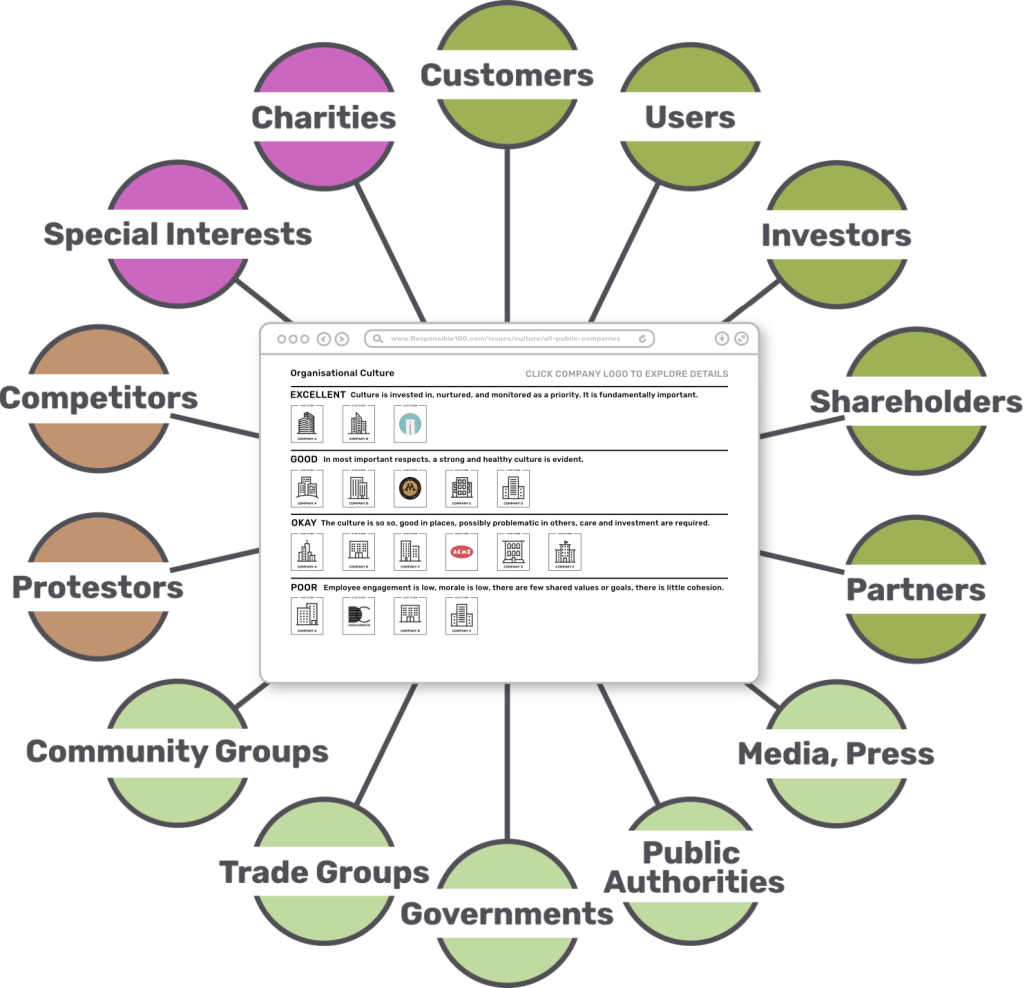 Customers
Charities
Users
Special Interests
Investors
Competitors
Shareholders
Protestors
Partners
Community Groups
Media, Press
Trade Groups
Public
Authorities
Governments
www.Responsible100.com/issues/culture/all-public-companies
Organisational Culture
CLICK COMPANY LOGO TO EXPLORE DETAILS
EXCELLENT Culture is invested in, nurtured, and monitored as a priority. It is fundamentally important.
COMPANY A
COMPANY B
GOOD In most important respects, a strong and healthy culture is evident.
COMPANY A
COMPANY B
COMPANY C
COMPANY D
OKAY The culture is so so, good in places, possibly problematic in others, care and investment are required.
COMPANY A
COMPANY B
COMPANY C
ACME
COMPANY D
POOR Employee engagement is low, morale is low, there are few shared values or goals, there is little cohesion.
COMPANY A
COMPANY B
COMPANY C